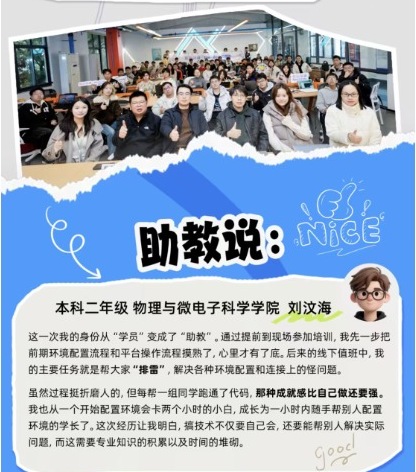 NiCE
助教说：
本科二年级 物理与微电子科学学院 刘汶海
这一次我的身份从“学员”变成了“助教”。通过提前到现场参加培训，我先一步把
前期环境配置流程和平台操作流程摸熟了，心里才有了底。后来的线下值班中，我
的主要任务就是帮大家“排雷”，解决各种环境配置和连接上的怪问题。
虽然过程挺折磨人的，但每帮一组同学跑通了代码，那种成就感比自己做还要强。
我也从一个开始配置环境会卡两个小时的小白，成长为一小时内随手帮别人配置
环境的学长了。这次经历让我明白，搞技术不仅要自己会，还要能帮别人解决实际
问题，而这需要专业知识的积累以及时间的堆砌。
good